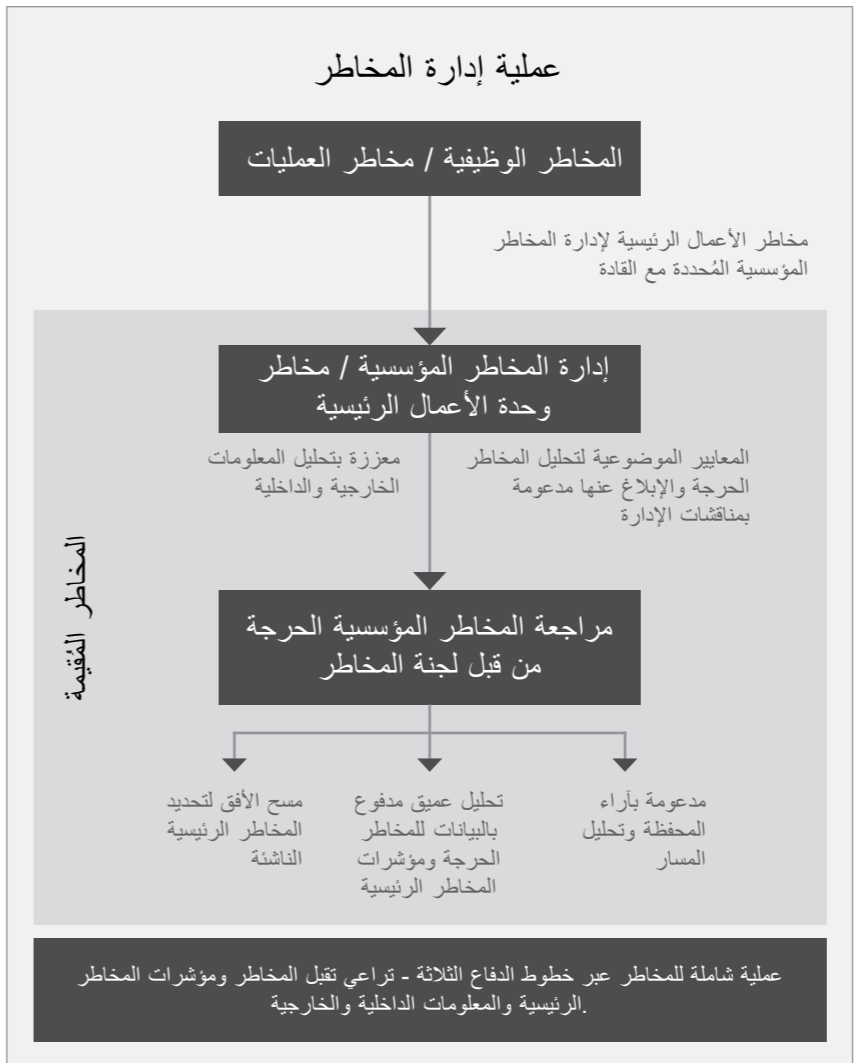 عملية إدارة المخاطر
المخاطر الوظيفية / مخاطر العمليات
مخاطر الأعمال الرئيسية لإدارة المخاطر
المؤسسية المُحددة مع القادة
إدارة المخاطر المؤسسية / مخاطر
وحدة الأعمال الرئيسية
المعايير الموضوعية لتحليل المخاطر
الحرجة والإبلاغ عنها مدعومة
بمناقشات الإدارة
معززة بتحليل المعلومات
الخارجية والداخلية
المخاطر المُقيمة
مراجعة المخاطر المؤسسية الحرجة
من قبل لجنة المخاطر
مدعومة بآراء
المحفظة وتحليل
المسار
تحليل عميق مدفوع
بالبيانات للمخاطر
الحرجة ومؤشرات
المخاطر الرئيسية
مسح الأفق لتحديد
المخاطر الرئيسية
الناشئة
عملية شاملة للمخاطر عبر خطوط الدفاع الثلاثة - تراعي تقبل المخاطر ومؤشرات المخاطر
الرئيسية والمعلومات الداخلية والخارجية.